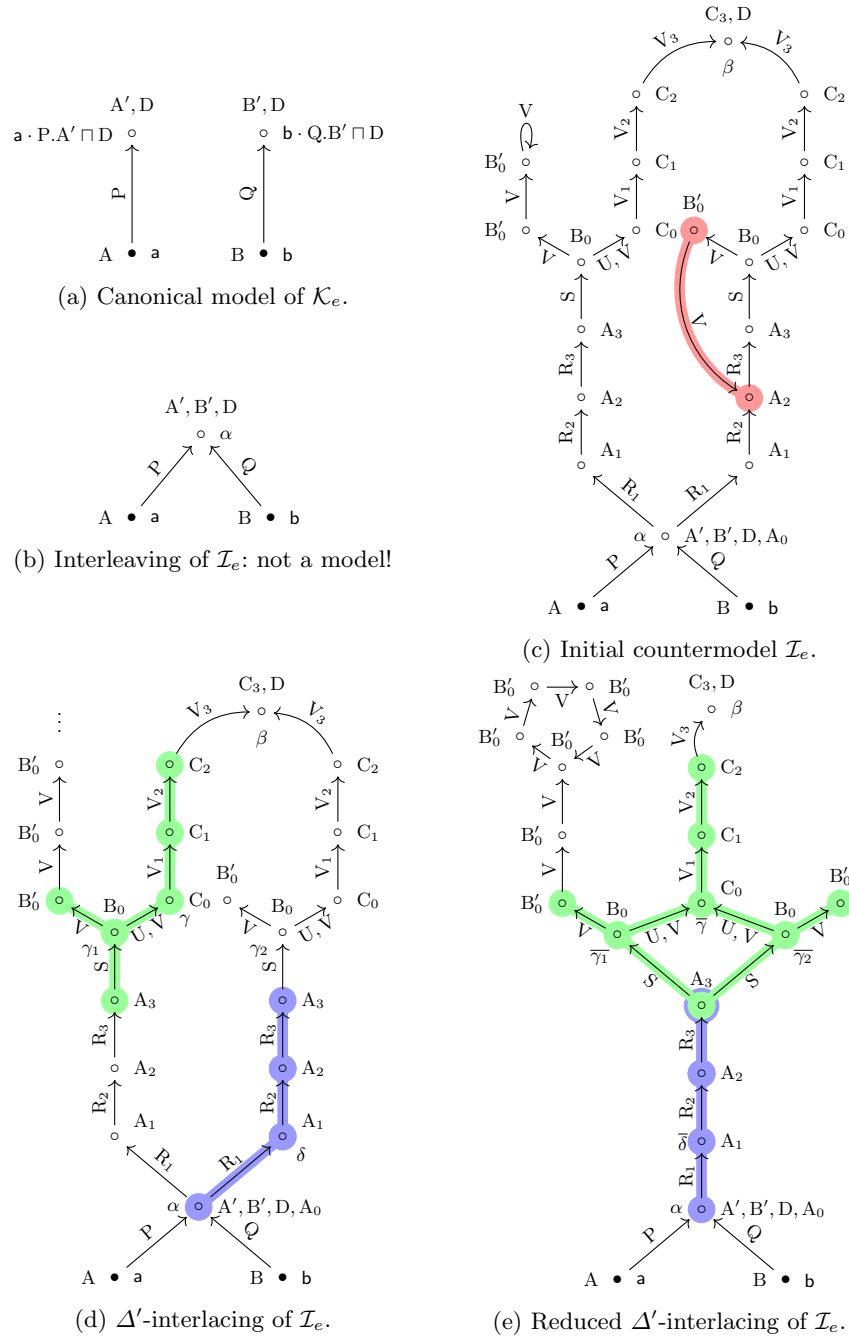 A′, D
B′, D
a · P.A′ ⊓ D
b · Q.B′ ⊓ D
P
Q
A a
B b
(a) Canonical model of 𝒦e.
A′, B′, D
α
P
Q
A a
B b
(b) Interleaving of ℐe: not a model!
C3, D
V3
V3
β
C2
C2
V
V2
V2
B′0
C1
C1
V
V1
V1
B′0
B′0
C0
C0
B0
B0
V
U, V
V
U, V
S
V
S
A3
A3
R3
R3
A2
A2
R2
R2
A1
A1
R1
R1
α
A′, B′, D, A0
P
Q
A a
B b
(c) Initial countermodel ℐe.
C3, D
⋮
V3
V3
β
B′0
C2
C2
V
V2
V2
B′0
C1
C1
V
V1
V1
B′0
B′0
B0
C0
B0
C0
V
γ1
U, V
γ
V
γ2
U, V
S
S
A3
A3
R3
R3
A2
A2
R2
R2
A1
A1
δ
R1
R1
α
A′, B′, D, A0
P
Q
A a
B b
(d) Δ′-interlacing of ℐe.
C3, D
B′0
V
B′0
β
V
V
V3
B′0
B′0
B′0
V
V
C2
V
V2
B′0
C1
V
V1
B′0
B′0
B0
C0
B0
V
γ1
U, V
γ
U, V
γ2
V
S
A3
S
R3
A2
R2
δ
A1
R1
α
A′, B′, D, A0
P
Q
A a
B b
(e) Reduced Δ′-interlacing of ℐe.